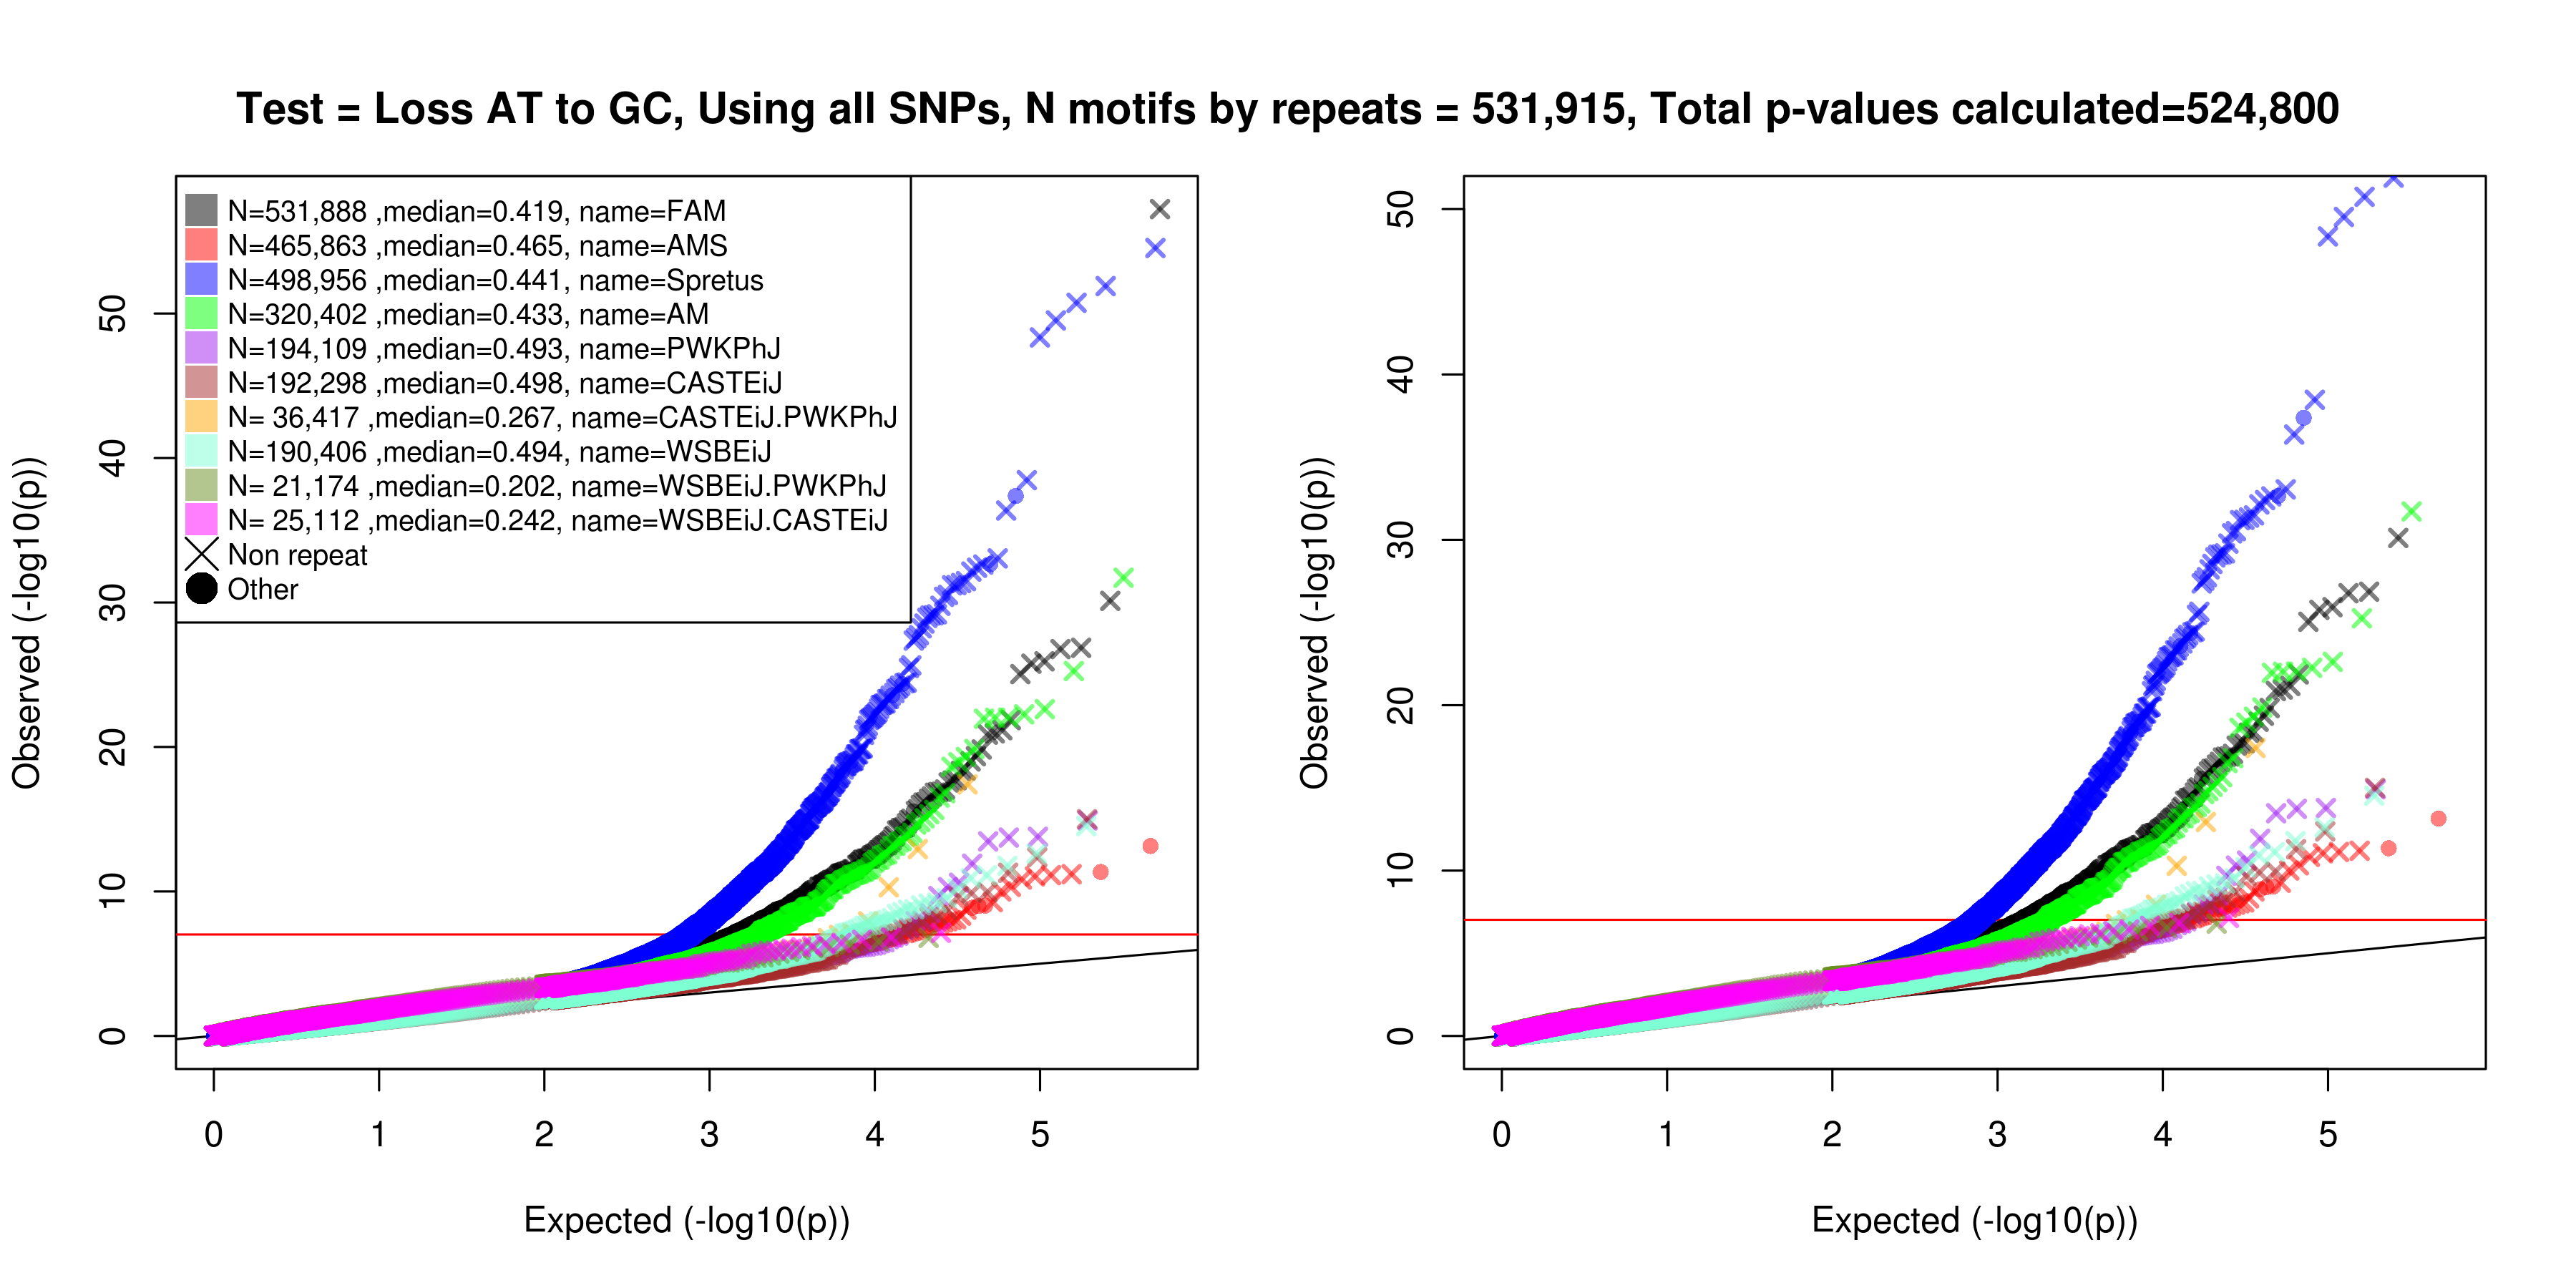 Test = Loss AT to GC, Using all SNPs, N motifs by repeats = 531,915, Total p-values calculated=524,800
N=531,888 ,median=0.419, name=FAM
N=465,863 ,median=0.465, name=AMS
N=498,956 ,median=0.441, name=Spretus
N=320,402 ,median=0.433, name=AM
N=194,109 ,median=0.493, name=PWKPhJ
N=192,298 ,median=0.498, name=CASTEiJ
N= 36,417 ,median=0.267, name=CASTEiJ.PWKPhJ
N=190,406 ,median=0.494, name=WSBEiJ
N= 21,174 ,median=0.202, name=WSBEiJ.PWKPhJ
N= 25,112 ,median=0.242, name=WSBEiJ.CASTEiJ
Non repeat
Other
Observed (-log10(p))
50
40
30
20
10
0
0 1 2 3 4 5
Expected (-log10(p))
Observed (-log10(p))
50
40
30
20
10
0
0 1 2 3 4 5
Expected (-log10(p))